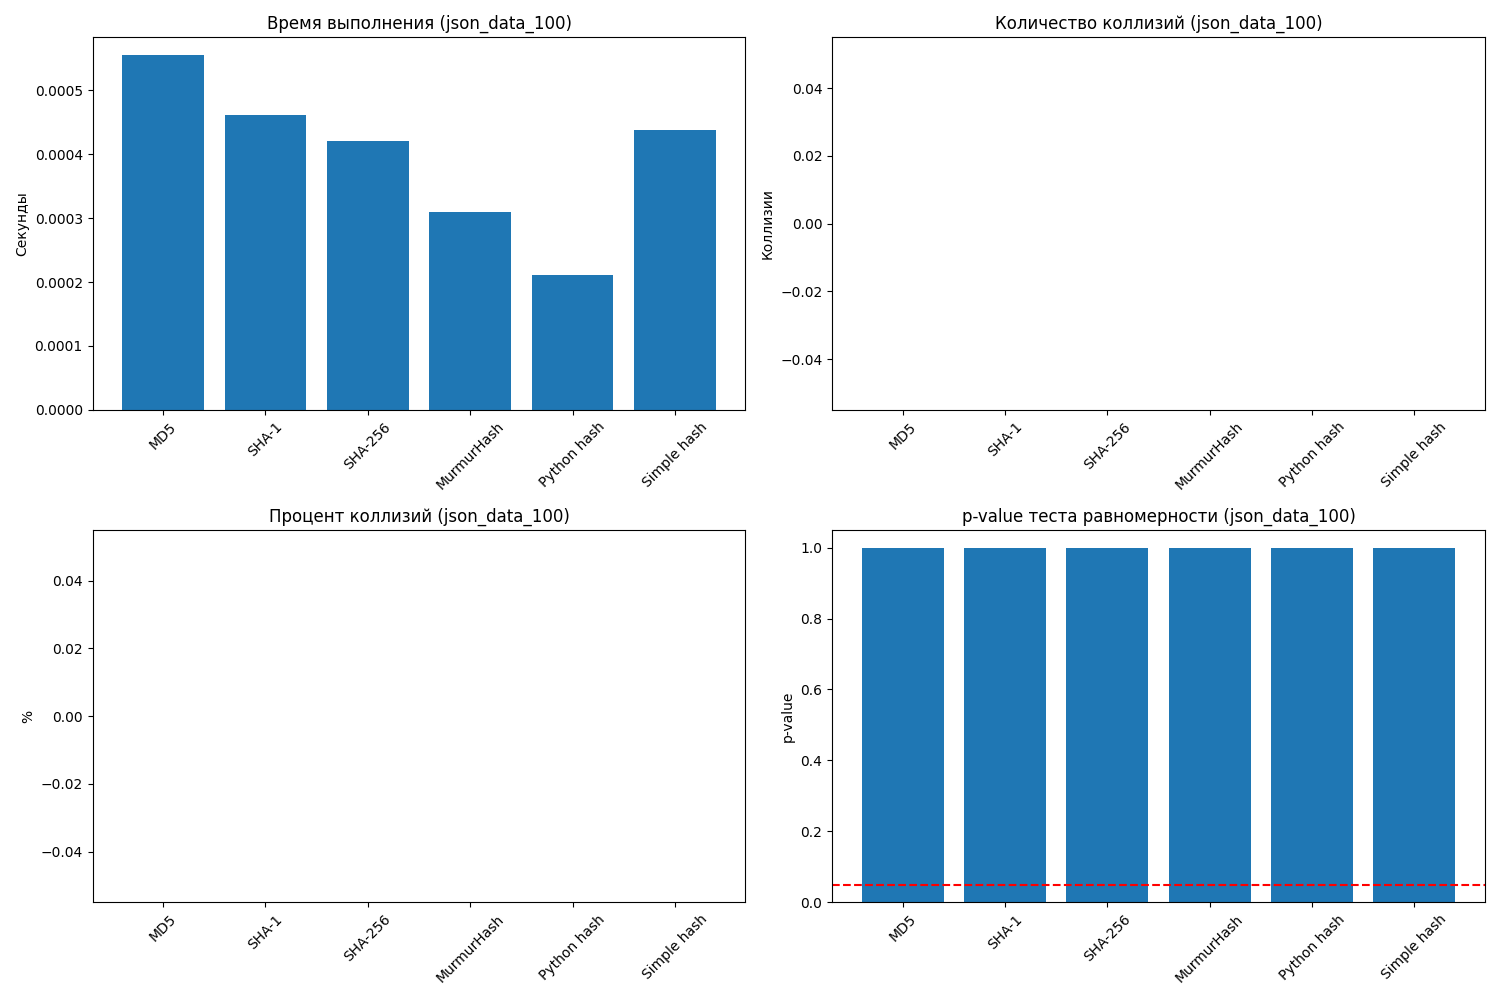 Время выполнения (json_data_100)
Секунды
0.0005
0.0004
0.0003
0.0002
0.0001
0.0000
MD5
SHA-1
SHA-256
MurmurHash
Python hash
Simple hash
Количество коллизий (json_data_100)
Коллизии
0.04
0.02
0.00
−0.02
−0.04
MD5
SHA-1
SHA-256
MurmurHash
Python hash
Simple hash
Процент коллизий (json_data_100)
%
0.04
0.02
0.00
−0.02
−0.04
MD5
SHA-1
SHA-256
MurmurHash
Python hash
Simple hash
p-value теста равномерности (json_data_100)
p-value
1.0
0.8
0.6
0.4
0.2
0.0
MD5
SHA-1
SHA-256
MurmurHash
Python hash
Simple hash